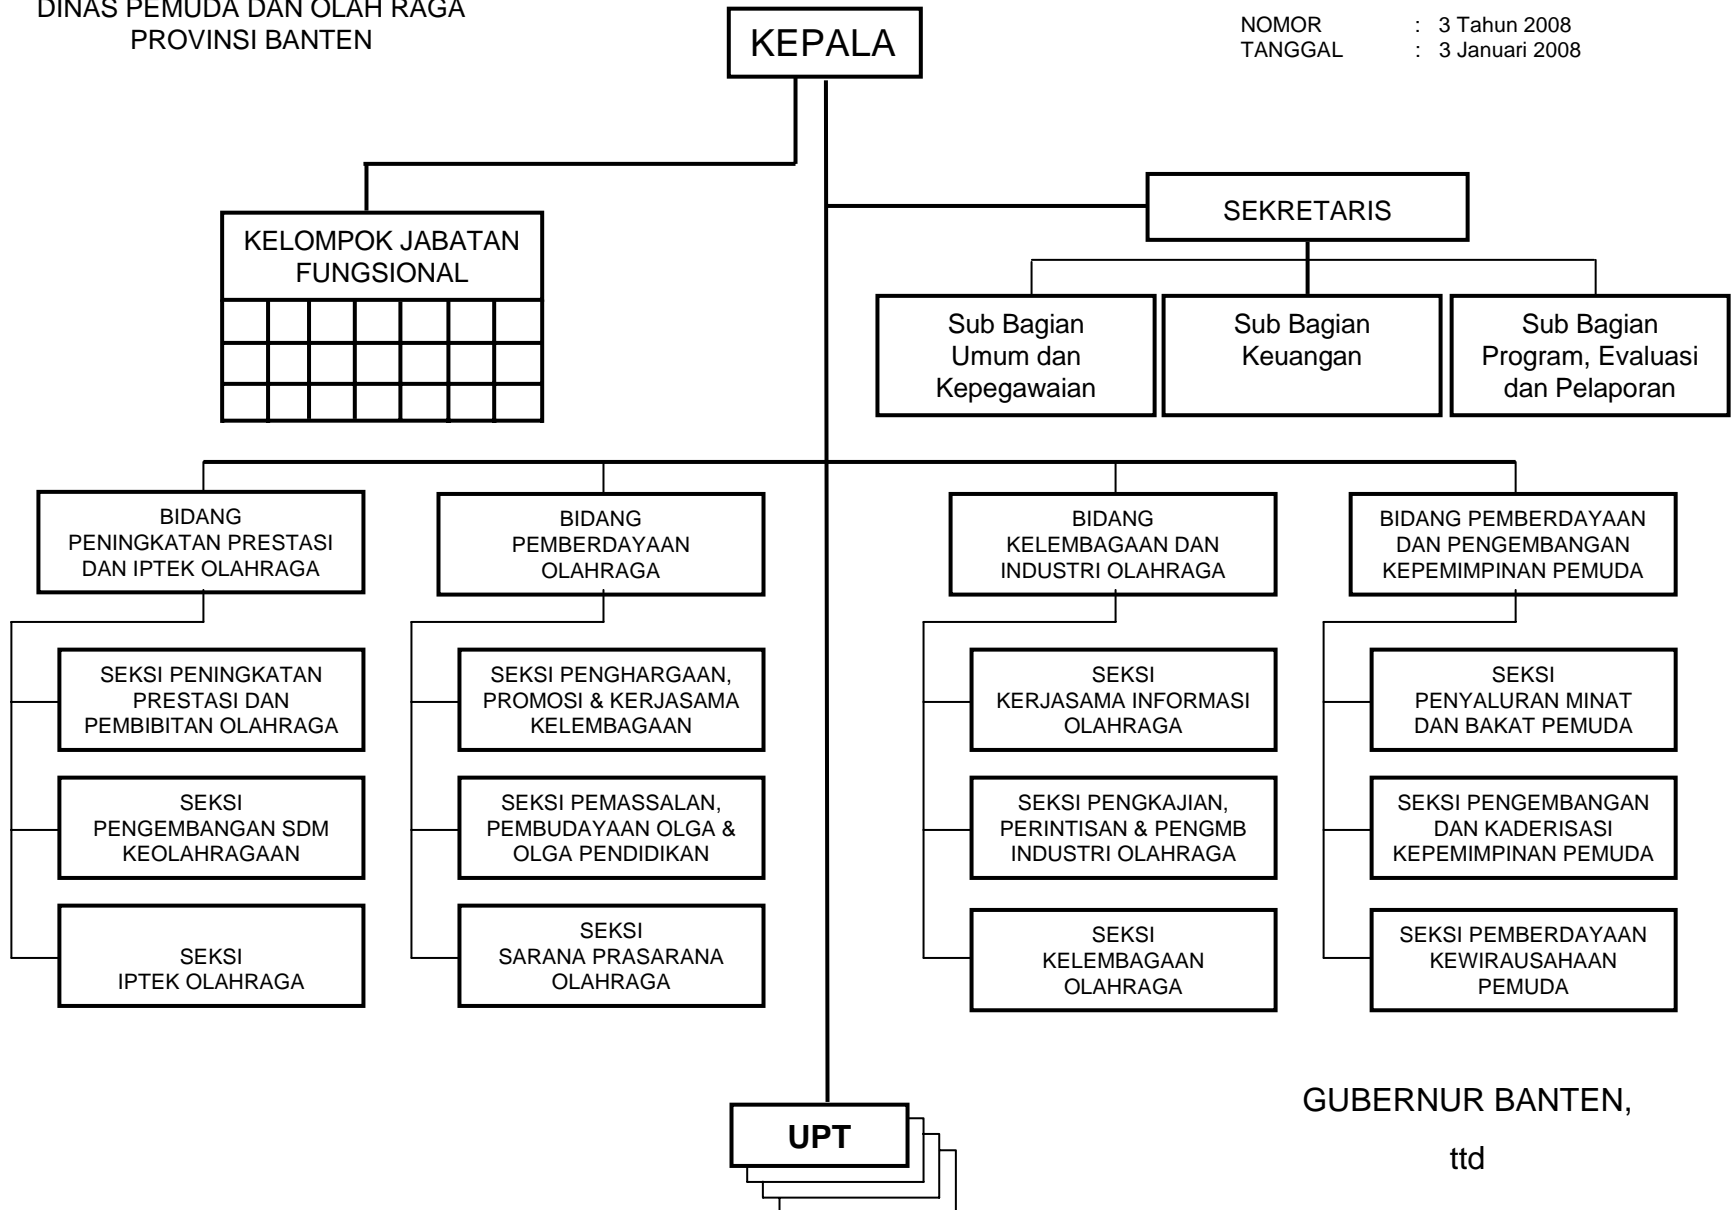 DINAS PEMUDA DAN OLAH RAGA
PROVINSI BANTEN
KEPALA
NOMOR : 3 Tahun 2008
TANGGAL : 3 Januari 2008
SEKRETARIS
KELOMPOK JABATAN
FUNGSIONAL
Sub Bagian
Umum dan
Kepegawaian
Sub Bagian
Keuangan
Sub Bagian
Program, Evaluasi
dan Pelaporan
BIDANG
PENINGKATAN PRESTASI
DAN IPTEK OLAHRAGA
BIDANG
PEMBERDAYAAN
OLAHRAGA
BIDANG
KELEMBAGAAN DAN
INDUSTRI OLAHRAGA
BIDANG PEMBERDAYAAN
DAN PENGEMBANGAN
KEPEMIMPINAN PEMUDA
SEKSI PENINGKATAN
PRESTASI DAN
PEMBIBITAN OLAHRAGA
SEKSI PENGHARGAAN,
PROMOSI & KERJASAMA
KELEMBAGAAN
SEKSI
KERJASAMA INFORMASI
OLAHRAGA
SEKSI
PENYALURAN MINAT
DAN BAKAT PEMUDA
SEKSI
PENGEMBANGAN SDM
KEOLAHRAGAAN
SEKSI PEMASSALAN,
PEMBUDAYAAN OLGA &
OLGA PENDIDIKAN
SEKSI PENGKAJIAN,
PERINTISAN & PENGMB
INDUSTRI OLAHRAGA
SEKSI PENGEMBANGAN
DAN KADERISASI
KEPEMIMPINAN PEMUDA
SEKSI
IPTEK OLAHRAGA
SEKSI
SARANA PRASARANA
OLAHRAGA
SEKSI
KELEMBAGAAN
OLAHRAGA
SEKSI PEMBERDAYAAN
KEWIRAUSAHAAN
PEMUDA
UPT
GUBERNUR BANTEN,
ttd